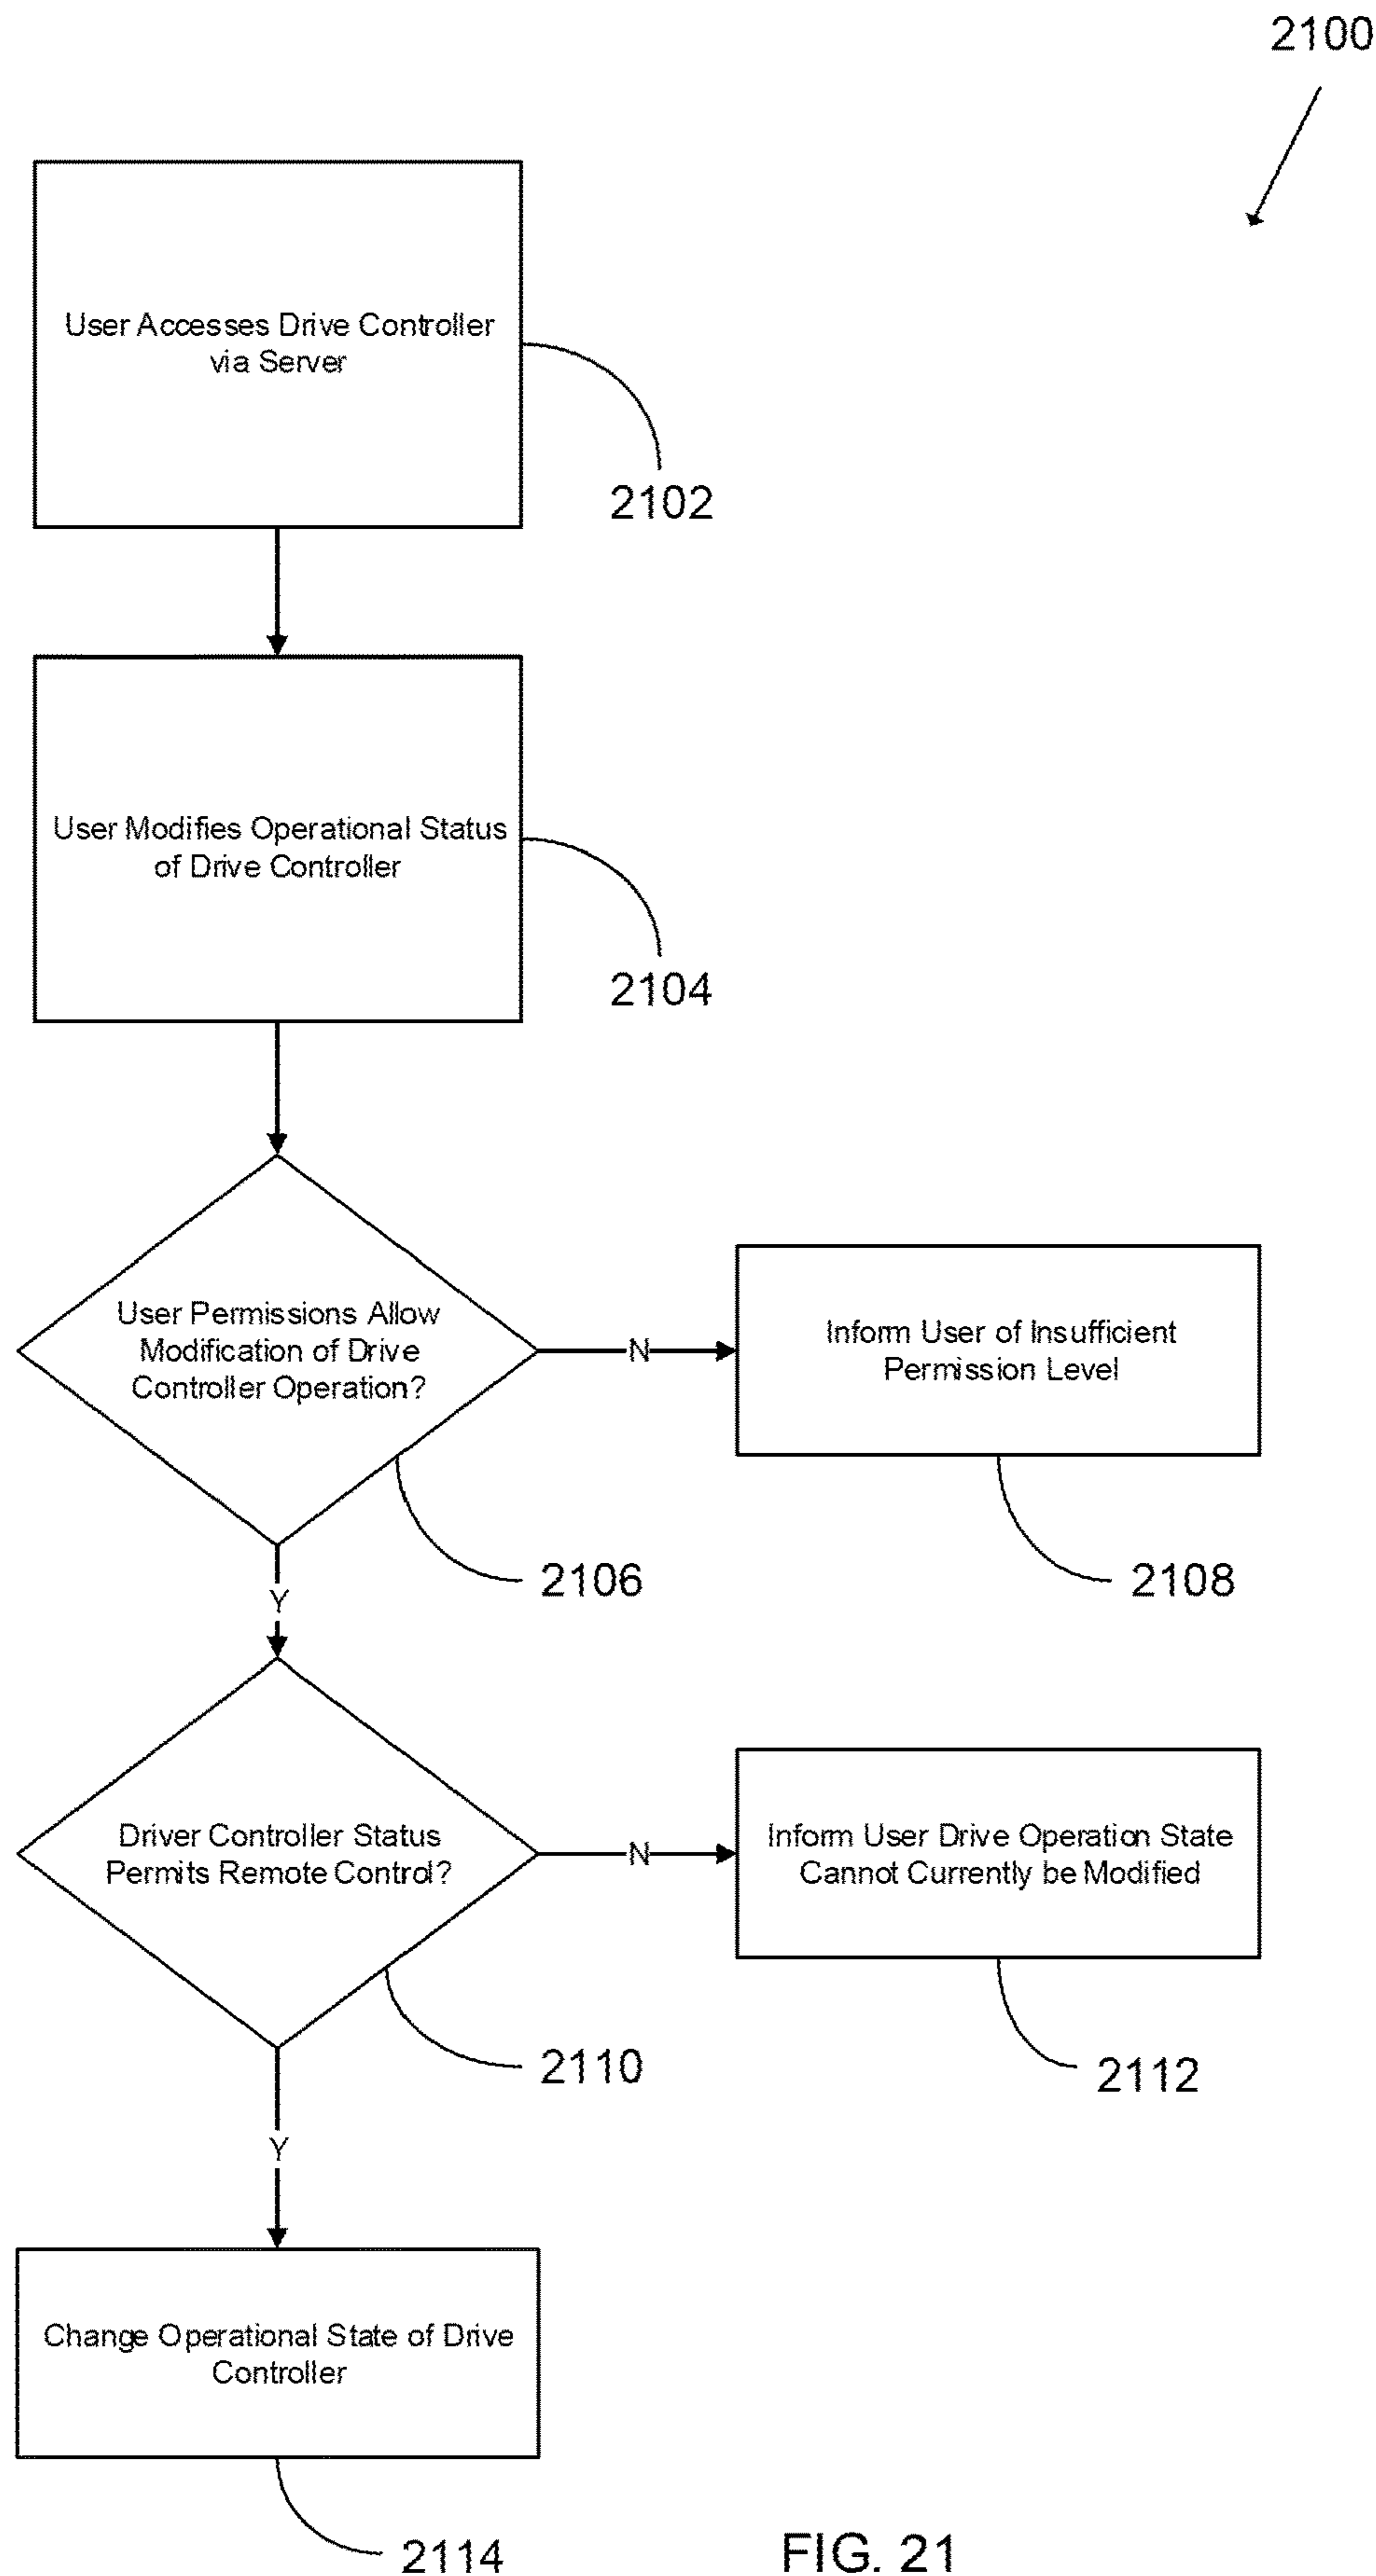 2100
User Accesses Drive Controller
via Server
2102
User Modifies Operational Status
of Drive Controller
2104
User Permissions Allow
Modification of Drive
Controller Operation?
N
Inform User of Insufficient
Permission Level
2106
2108
Y
Driver Controller Status
Permits Remote Control?
N
Inform User Drive Operation State
Cannot Currently be Modified
2110
2112
Y
Change Operational State of Drive
Controller
2114
FIG. 21